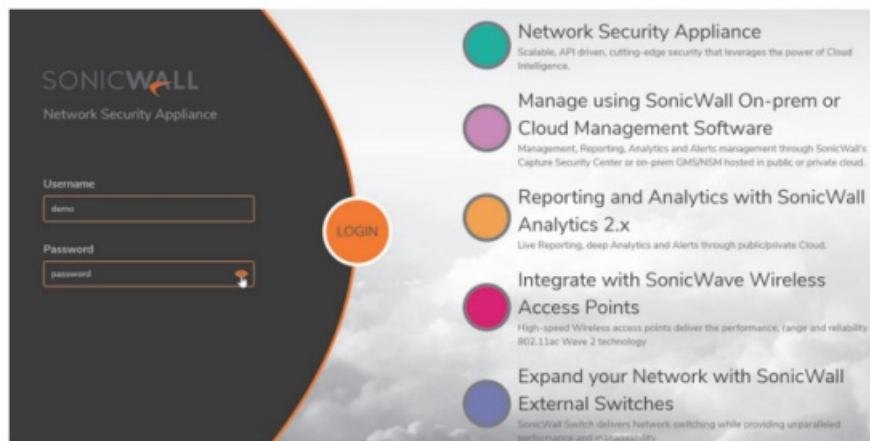 SONICWALL
Network Security Appliance
Username
demo
Password
password
LOGIN
Network Security Appliance
Scalable, API driven, cutting-edge security that leverages the power of Cloud
Intelligence.
Manage using SonicWall On-prem or
Cloud Management Software
Management, Reporting, Analytics and Alerts management through SonicWall's
Capture Security Center or on-prem GMS/NSM hosted in public or private cloud.
Reporting and Analytics with SonicWall
Analytics 2.x
Live Reporting, deep Analytics and Alerts through public/private Cloud.
Integrate with SonicWave Wireless
Access Points
High-speed Wireless access points deliver the performance, range and reliability
802.11ac Wave 2 technology
Expand your Network with SonicWall
External Switches
SonicWall Switch delivers Network switching while providing unparalleled
performance and manageability